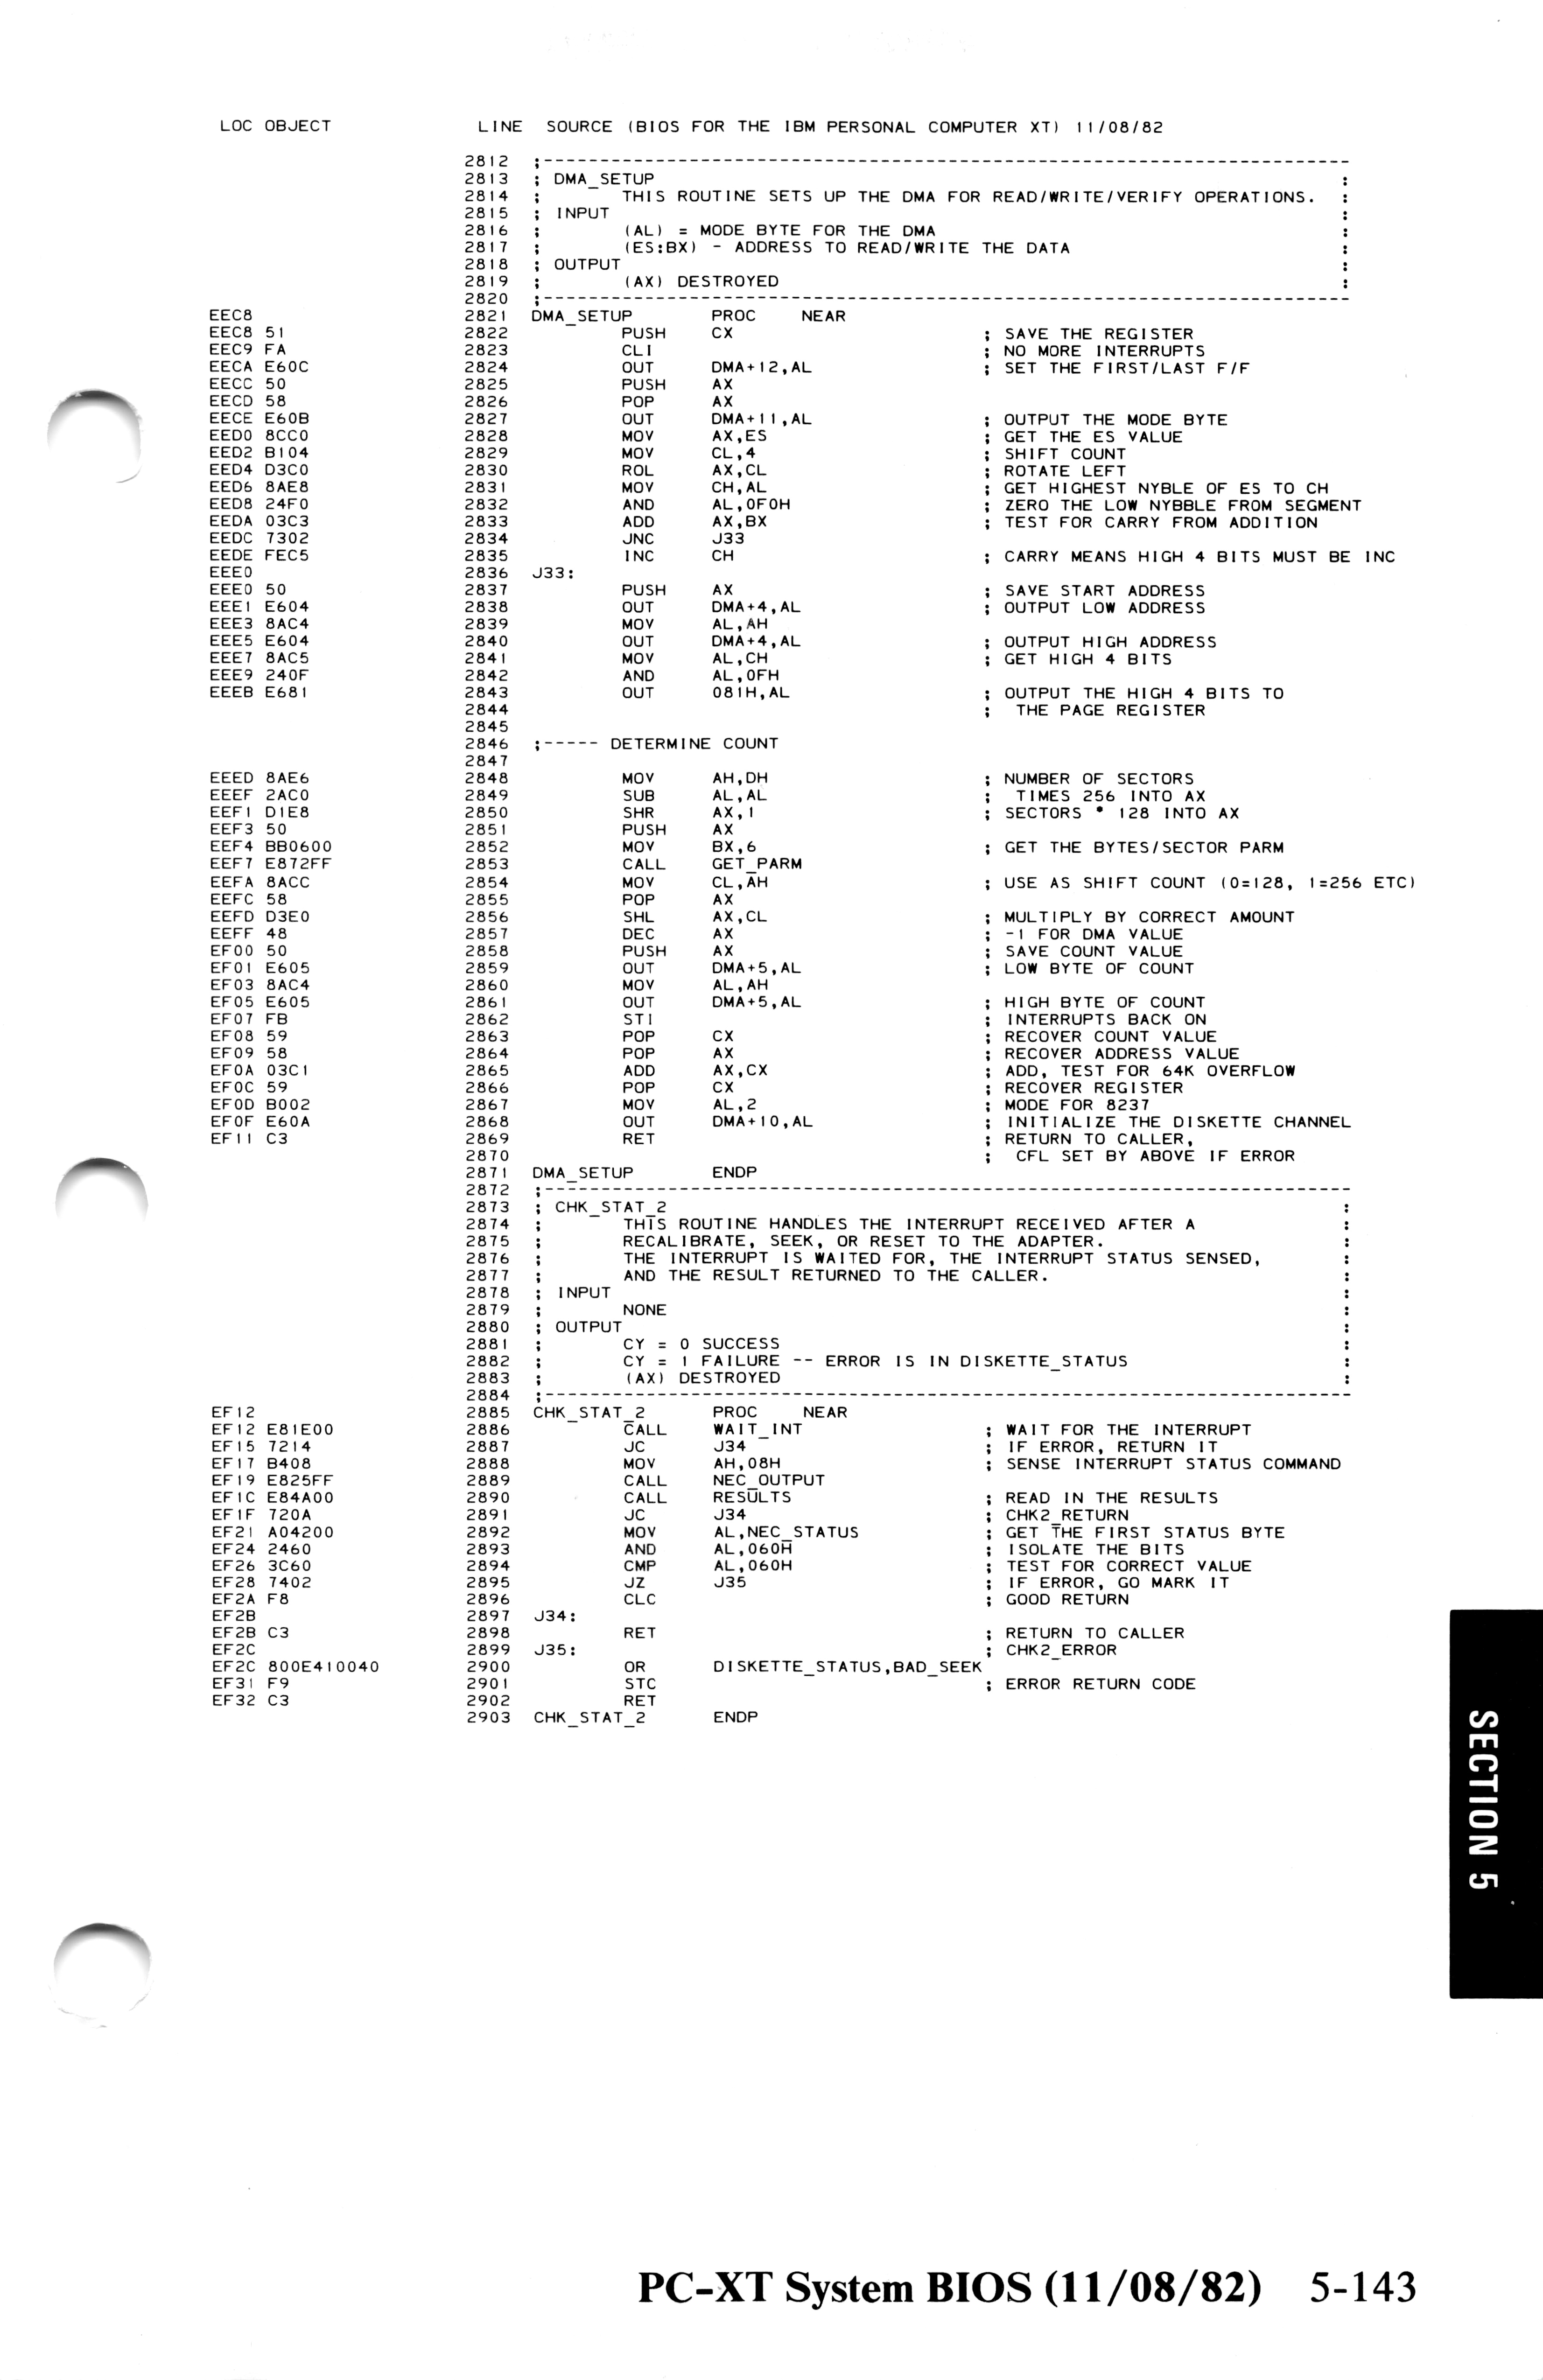 LOC OBJECT LINE SOURCE (BIOS FOR THE IBM PERSONAL COMPUTER XT) 11/08/82
2812 ;-----------------------------------------------------------------------
2813 ; DMA_SETUP :
2814 ; THIS ROUTINE SETS UP THE DMA FOR READ/WRITE/VERIFY OPERATIONS. :
2815 ; INPUT :
2816 ; (AL) = MODE BYTE FOR THE DMA :
2817 ; (ES:BX) - ADDRESS TO READ/WRITE THE DATA :
2818 ; OUTPUT :
2819 ; (AX) DESTROYED :
2820 ;-----------------------------------------------------------------------
EEC8 2821 DMA_SETUP PROC NEAR
EEC8 51 2822 PUSH CX ; SAVE THE REGISTER
EEC9 FA 2823 CLI ; NO MORE INTERRUPTS
EECA E60C 2824 OUT DMA+12,AL ; SET THE FIRST/LAST F/F
EECC 50 2825 PUSH AX
EECD 58 2826 POP AX
EECE E60B 2827 OUT DMA+11,AL ; OUTPUT THE MODE BYTE
EED0 8CC0 2828 MOV AX,ES ; GET THE ES VALUE
EED2 B104 2829 MOV CL,4 ; SHIFT COUNT
EED4 D3C0 2830 ROL AX,CL ; ROTATE LEFT
EED6 8AE8 2831 MOV CH,AL ; GET HIGHEST NYBLE OF ES TO CH
EED8 24F0 2832 AND AL,0F0H ; ZERO THE LOW NYBBLE FROM SEGMENT
EEDA 03C3 2833 ADD AX,BX ; TEST FOR CARRY FROM ADDITION
EEDC 7302 2834 JNC J33
EEDE FEC5 2835 INC CH ; CARRY MEANS HIGH 4 BITS MUST BE INC
EEE0 2836 J33:
EEE0 50 2837 PUSH AX ; SAVE START ADDRESS
EEE1 E604 2838 OUT DMA+4,AL ; OUTPUT LOW ADDRESS
EEE3 8AC4 2839 MOV AL,AH
EEE5 E604 2840 OUT DMA+4,AL ; OUTPUT HIGH ADDRESS
EEE7 8AC5 2841 MOV AL,CH ; GET HIGH 4 BITS
EEE9 240F 2842 AND AL,0FH
EEEB E681 2843 OUT 081H,AL ; OUTPUT THE HIGH 4 BITS TO
2844 ; THE PAGE REGISTER
2845
2846 ;----- DETERMINE COUNT
2847
EEED 8AE6 2848 MOV AH,DH ; NUMBER OF SECTORS
EEEF 2AC0 2849 SUB AL,AL ; TIMES 256 INTO AX
EEF1 D1E8 2850 SHR AX,1 ; SECTORS * 128 INTO AX
EEF3 50 2851 PUSH AX
EEF4 BB0600 2852 MOV BX,6 ; GET THE BYTES/SECTOR PARM
EEF7 E872FF 2853 CALL GET_PARM
EEFA 8ACC 2854 MOV CL,AH ; USE AS SHIFT COUNT (0=128, 1=256 ETC)
EEFC 58 2855 POP AX
EEFD D3E0 2856 SHL AX,CL ; MULTIPLY BY CORRECT AMOUNT
EEFF 48 2857 DEC AX ; -1 FOR DMA VALUE
EF00 50 2858 PUSH AX ; SAVE COUNT VALUE
EF01 E605 2859 OUT DMA+5,AL ; LOW BYTE OF COUNT
EF03 8AC4 2860 MOV AL,AH
EF05 E605 2861 OUT DMA+5,AL ; HIGH BYTE OF COUNT
EF07 FB 2862 STI ; INTERRUPTS BACK ON
EF08 59 2863 POP CX ; RECOVER COUNT VALUE
EF09 58 2864 POP AX ; RECOVER ADDRESS VALUE
EF0A 03C1 2865 ADD AX,CX ; ADD, TEST FOR 64K OVERFLOW
EF0C 59 2866 POP CX ; RECOVER REGISTER
EF0D B002 2867 MOV AL,2 ; MODE FOR 8237
EF0F E60A 2868 OUT DMA+10,AL ; INITIALIZE THE DISKETTE CHANNEL
EF11 C3 2869 RET ; RETURN TO CALLER,
2870 ; CFL SET BY ABOVE IF ERROR
2871 DMA_SETUP ENDP
2872 ;-----------------------------------------------------------------------
2873 ; CHK_STAT_2 :
2874 ; THIS ROUTINE HANDLES THE INTERRUPT RECEIVED AFTER A :
2875 ; RECALIBRATE, SEEK, OR RESET TO THE ADAPTER. :
2876 ; THE INTERRUPT IS WAITED FOR, THE INTERRUPT STATUS SENSED, :
2877 ; AND THE RESULT RETURNED TO THE CALLER. :
2878 ; INPUT :
2879 ; NONE :
2880 ; OUTPUT :
2881 ; CY = 0 SUCCESS :
2882 ; CY = 1 FAILURE -- ERROR IS IN DISKETTE_STATUS :
2883 ; (AX) DESTROYED :
2884 ;-----------------------------------------------------------------------
EF12 2885 CHK_STAT_2 PROC NEAR
EF12 E81E00 2886 CALL WAIT_INT ; WAIT FOR THE INTERRUPT
EF15 7214 2887 JC J34 ; IF ERROR, RETURN IT
EF17 B408 2888 MOV AH,08H ; SENSE INTERRUPT STATUS COMMAND
EF19 E825FF 2889 CALL NEC_OUTPUT
EF1C E84A00 2890 CALL RESULTS ; READ IN THE RESULTS
EF1F 720A 2891 JC J34 ; CHK2_RETURN
EF21 A04200 2892 MOV AL,NEC_STATUS ; GET THE FIRST STATUS BYTE
EF24 2460 2893 AND AL,060H ; ISOLATE THE BITS
EF26 3C60 2894 CMP AL,060H ; TEST FOR CORRECT VALUE
EF28 7402 2895 JZ J35 ; IF ERROR, GO MARK IT
EF2A F8 2896 CLC ; GOOD RETURN
EF2B 2897 J34:
EF2B C3 2898 RET ; RETURN TO CALLER
EF2C 2899 J35: ; CHK2_ERROR
EF2C 800E410040 2900 OR DISKETTE_STATUS,BAD_SEEK
EF31 F9 2901 STC ; ERROR RETURN CODE
EF32 C3 2902 RET
2903 CHK_STAT_2 ENDP
SECTION 5
PC-XT System BIOS (11/08/82) 5-143